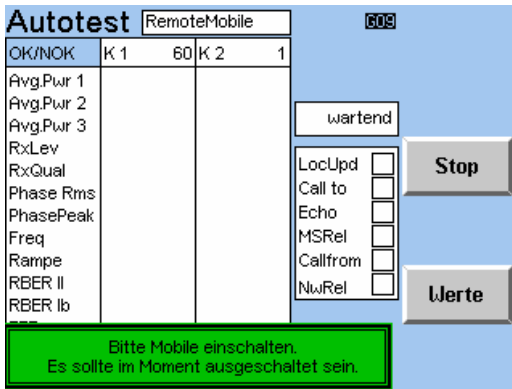 Autotest RemoteMobile G09
OK/NOK K 1 60 K 2 1
Avg.Pwr 1
Avg.Pwr 2
Avg.Pwr 3
RxLev
RxQual
Phase Rms
PhasePeak
Freq
Rampe
RBER II
RBER Ib
wartend
LocUpd
Call to
Echo
MSRel
Callfrom
NwRel
Stop
Werte
Bitte Mobile einschalten.
Es sollte im Moment ausgeschaltet sein.